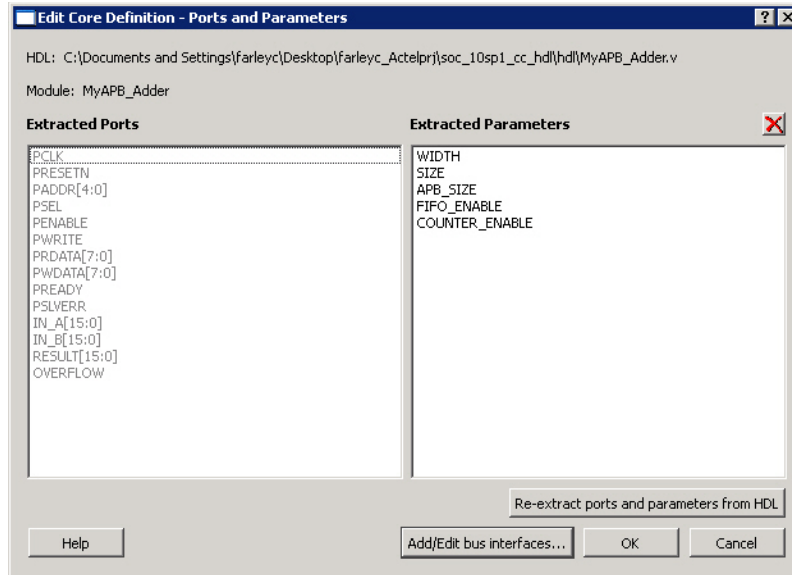 Edit Core Definition - Ports and Parameters
HDL: C:\Documents and Settings\farleyc\Desktop\farleyc_Actelprj\soc_10sp1_cc_hdl\hdl\MyAPB_Adder.v
Module: MyAPB_Adder
Extracted Ports
PCLK
PRESETN
PADDR[4:0]
PSEL
PENABLE
PWRITE
PRDATA[7:0]
PWDATA[7:0]
PREADY
PSLVERR
IN_A[15:0]
IN_B[15:0]
RESULT[15:0]
OVERFLOW
Extracted Parameters
WIDTH
SIZE
APB_SIZE
FIFO_ENABLE
COUNTER_ENABLE
Re-extract ports and parameters from HDL
Help
Add/Edit bus interfaces...
OK
Cancel